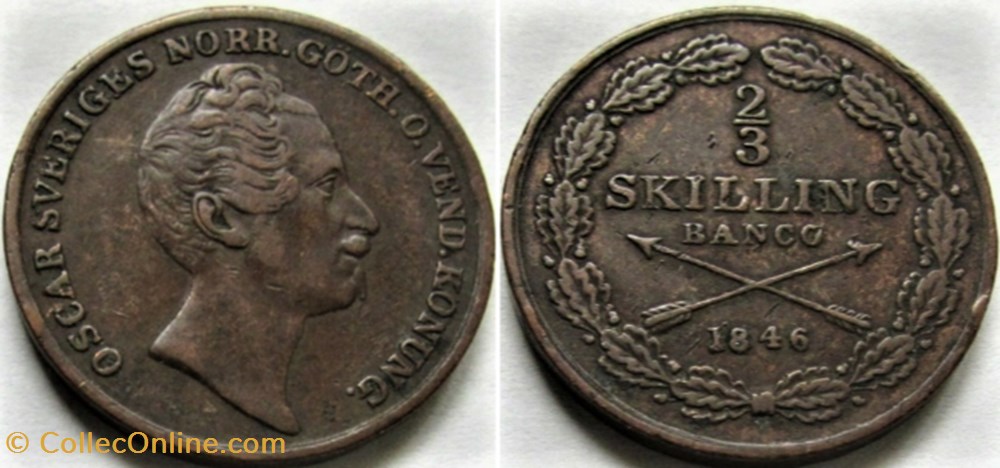 OSCAR SVERIGES NORR. GÖTH. O. VEND. KONUNG.
2
3
SKILLING
BANCO
1846
© CollecOnline.com